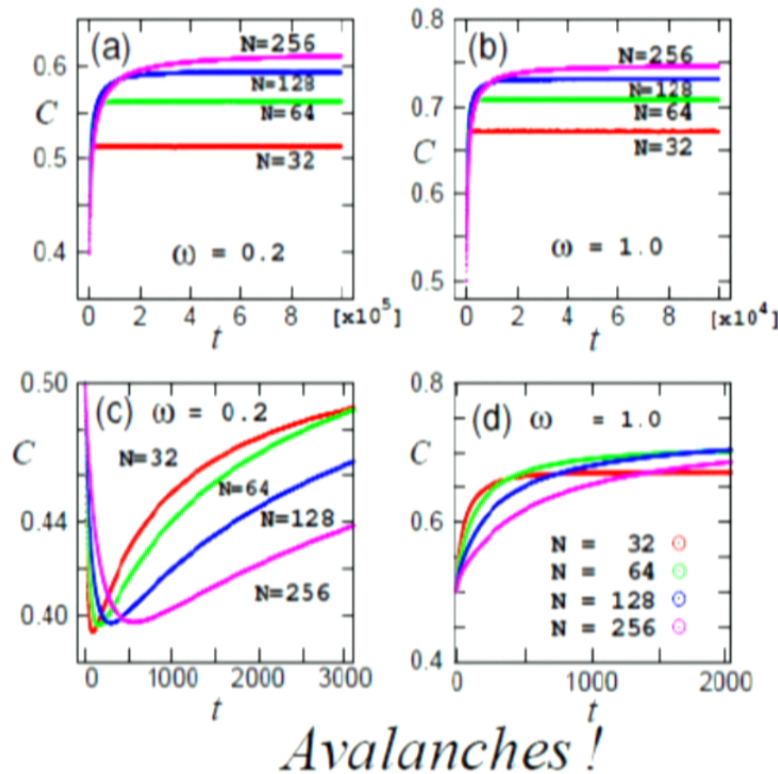 (a)
N=256
N=128
N=64
N=32
ω = 0.2
C
0.6
0.5
0.4
0 2 4 6 8 [x10⁵]
t
(b)
N=256
N=128
N=64
N=32
ω = 1.0
C
0.8
0.7
0.6
0.5
0 2 4 6 8 [x10⁴]
t
(c) ω = 0.2
N=32
N=64
N=128
N=256
C
0.50
0.44
0.40
0 1000 2000 3000
t
(d) ω = 1.0
C
0.8
0.6
0.4
N = 32
N = 64
N = 128
N = 256
0 1000 2000
t
Avalanches !